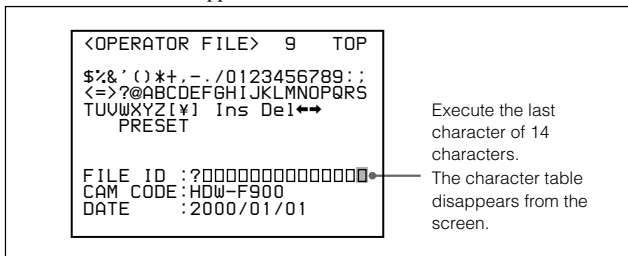 <OPERATOR FILE> 9 TOP
$%&'()*+,-./0123456789:;
<=>?@ABCDEFGHIJKLMNOPQRS
TUVWXYZ[¥] Ins Del←→
PRESET
FILE ID :?□□□□□□□□□□□□□□
CAM CODE:HDW-F900
DATE :2000/01/01
Execute the last
character of 14
characters.
The character table
disappears from the
screen.